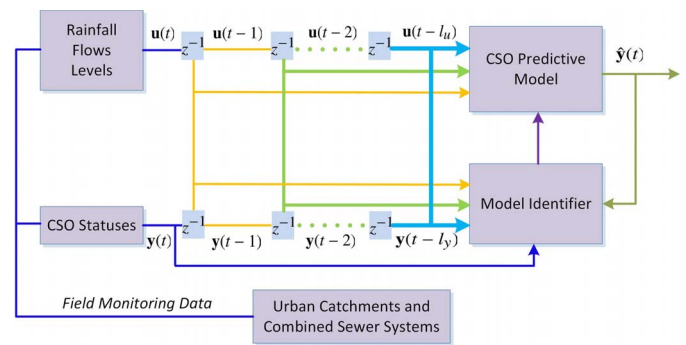 Rainfall
Flows
Levels
u(t)
z⁻¹
u(t − 1)
z⁻¹
u(t − 2)
z⁻¹
u(t − lᵤ)
CSO Predictive
Model
ŷ(t)
CSO Statuses
y(t)
z⁻¹
y(t − 1)
z⁻¹
y(t − 2)
z⁻¹
y(t − l_y)
Model Identifier
Field Monitoring Data
Urban Catchments and
Combined Sewer Systems